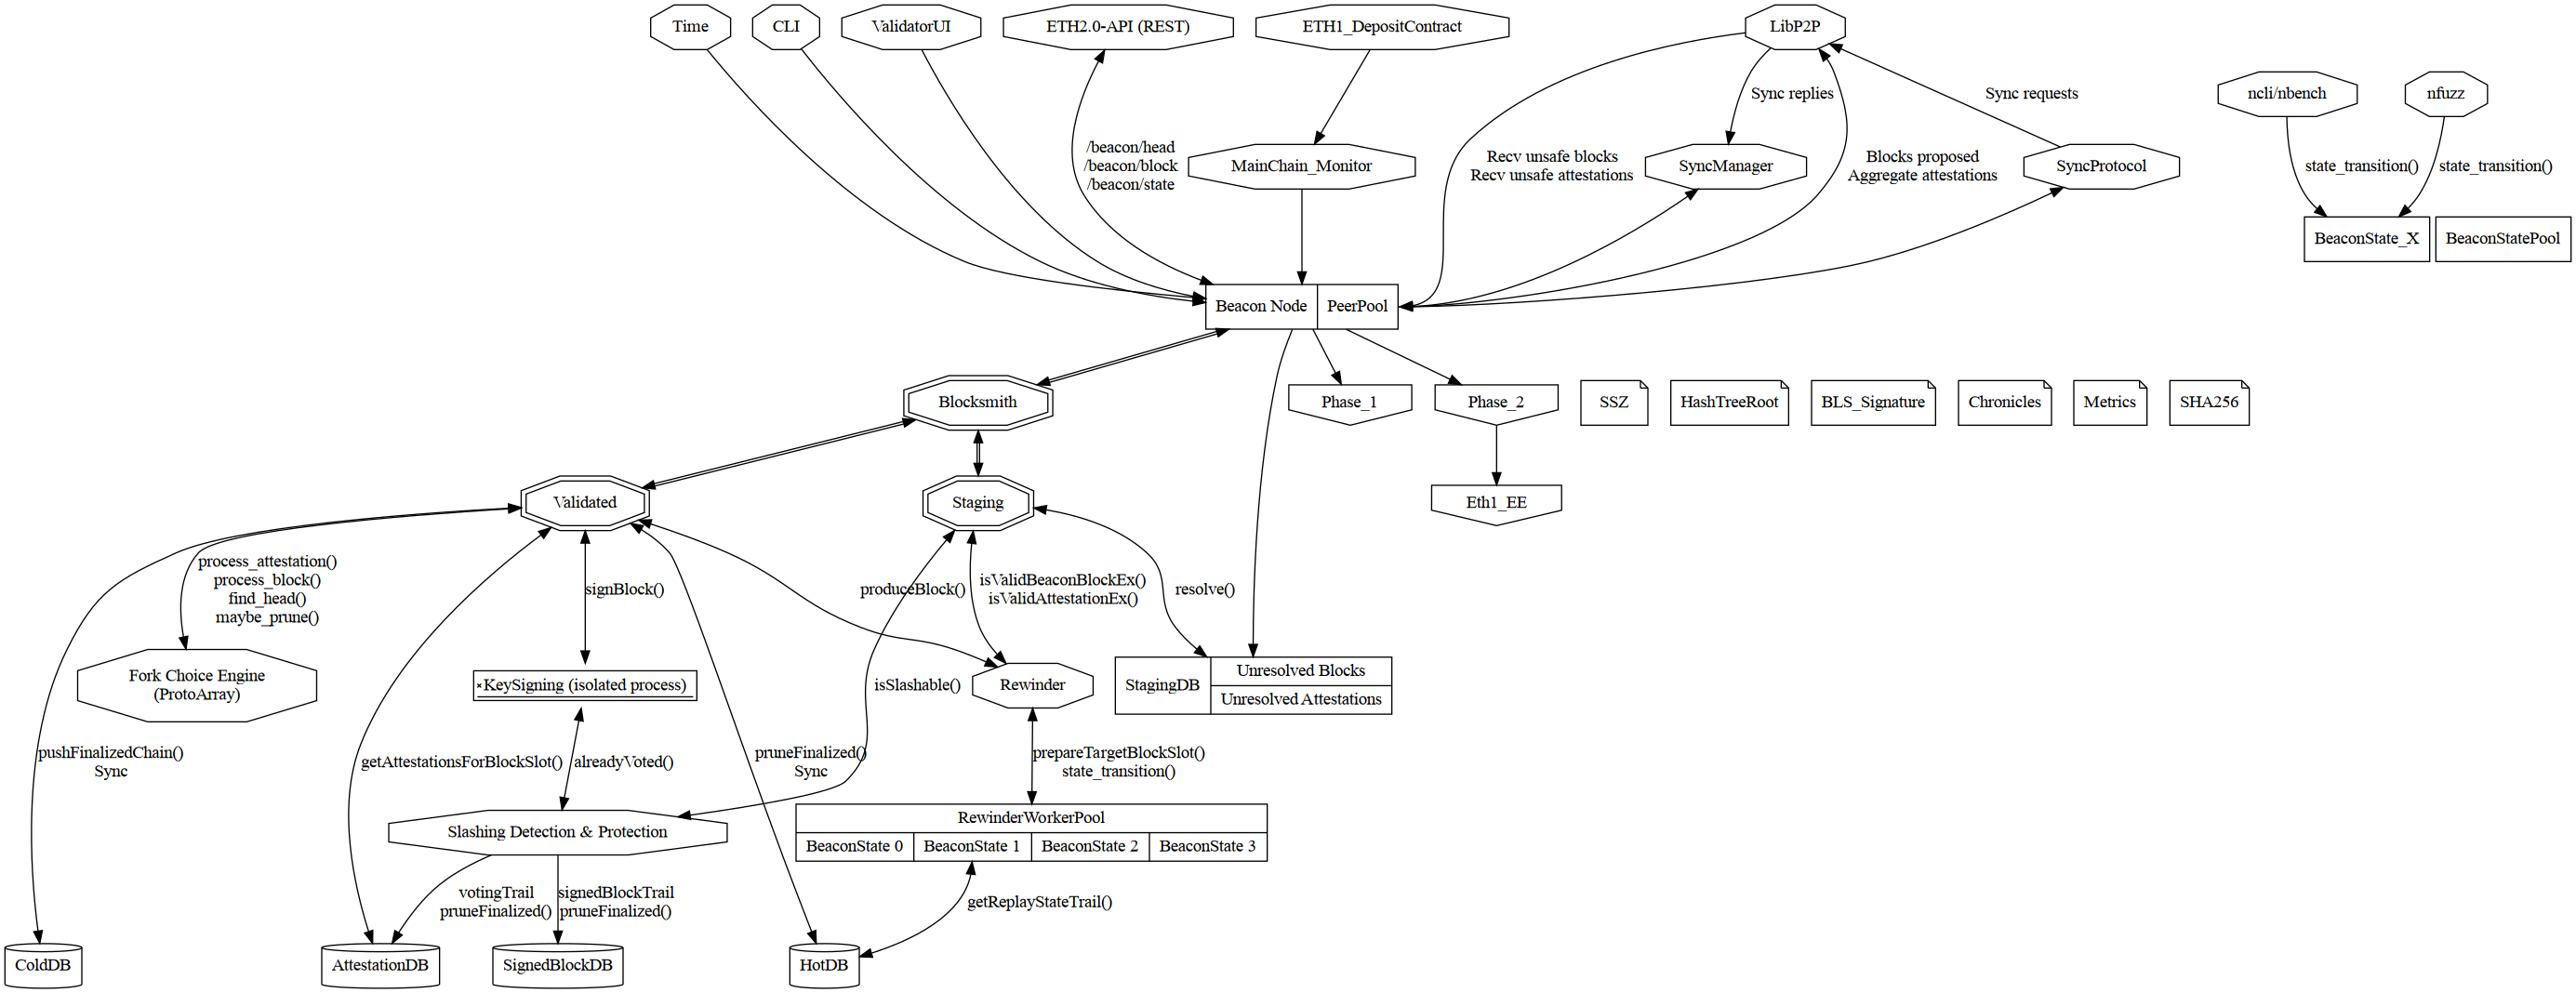 Time
CLI
ValidatorUI
ETH2.0-API (REST)
ETH1_DepositContract
LibP2P
ncli/nbench
nfuzz
Sync replies
Sync requests
/beacon/head
/beacon/block
/beacon/state
MainChain_Monitor
Recv unsafe blocks
Recv unsafe attestations
SyncManager
Blocks proposed
Aggregate attestations
SyncProtocol
state_transition()
state_transition()
BeaconState_X
BeaconStatePool
Beacon Node
PeerPool
Blocksmith
Phase_1
Phase_2
SSZ
HashTreeRoot
BLS_Signature
Chronicles
Metrics
SHA256
Validated
Staging
Eth1_EE
process_attestation()
process_block()
find_head()
maybe_prune()
signBlock()
produceBlock()
isValidBeaconBlockEx()
isValidAttestationEx()
resolve()
Fork Choice Engine
(ProtoArray)
KeySigning (isolated process)
isSlashable()
Rewinder
StagingDB
Unresolved Blocks
Unresolved Attestations
pushFinalizedChain()
Sync
getAttestationsForBlockSlot()
alreadyVoted()
pruneFinalized()
Sync
prepareTargetBlockSlot()
state_transition()
Slashing Detection & Protection
RewinderWorkerPool
BeaconState 0
BeaconState 1
BeaconState 2
BeaconState 3
votingTrail
pruneFinalized()
signedBlockTrail
pruneFinalized()
getReplayStateTrail()
ColdDB
AttestationDB
SignedBlockDB
HotDB